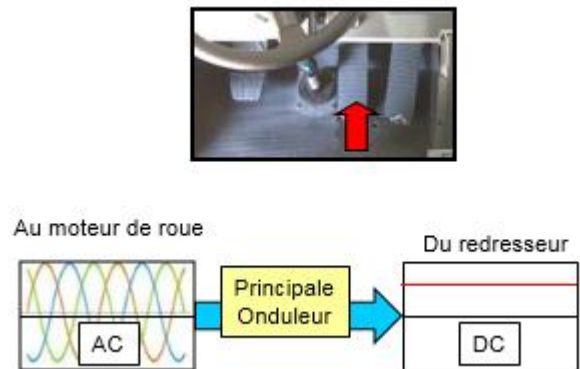 Au moteur de roue
Du redresseur
Principale
Onduleur
AC
DC